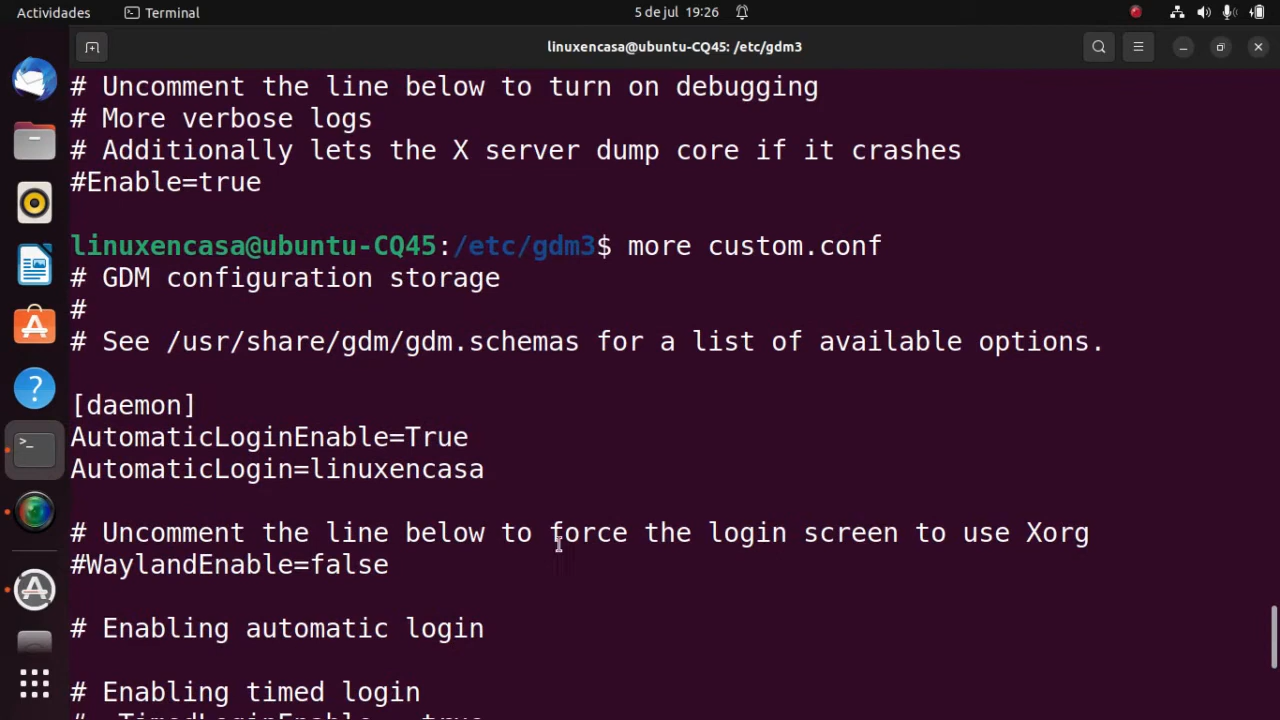 Actividades
Terminal
5 de jul 19:26
linuxencasa@ubuntu-CQ45: /etc/gdm3
# Uncomment the line below to turn on debugging
# More verbose logs
# Additionally lets the X server dump core if it crashes
#Enable=true
linuxencasa@ubuntu-CQ45:/etc/gdm3$ more custom.conf
# GDM configuration storage
#
# See /usr/share/gdm/gdm.schemas for a list of available options.
[daemon]
AutomaticLoginEnable=True
AutomaticLogin=linuxencasa
# Uncomment the line below to force the login screen to use Xorg
#WaylandEnable=false
# Enabling automatic login
# Enabling timed login
#  TimedLoginEnable = true